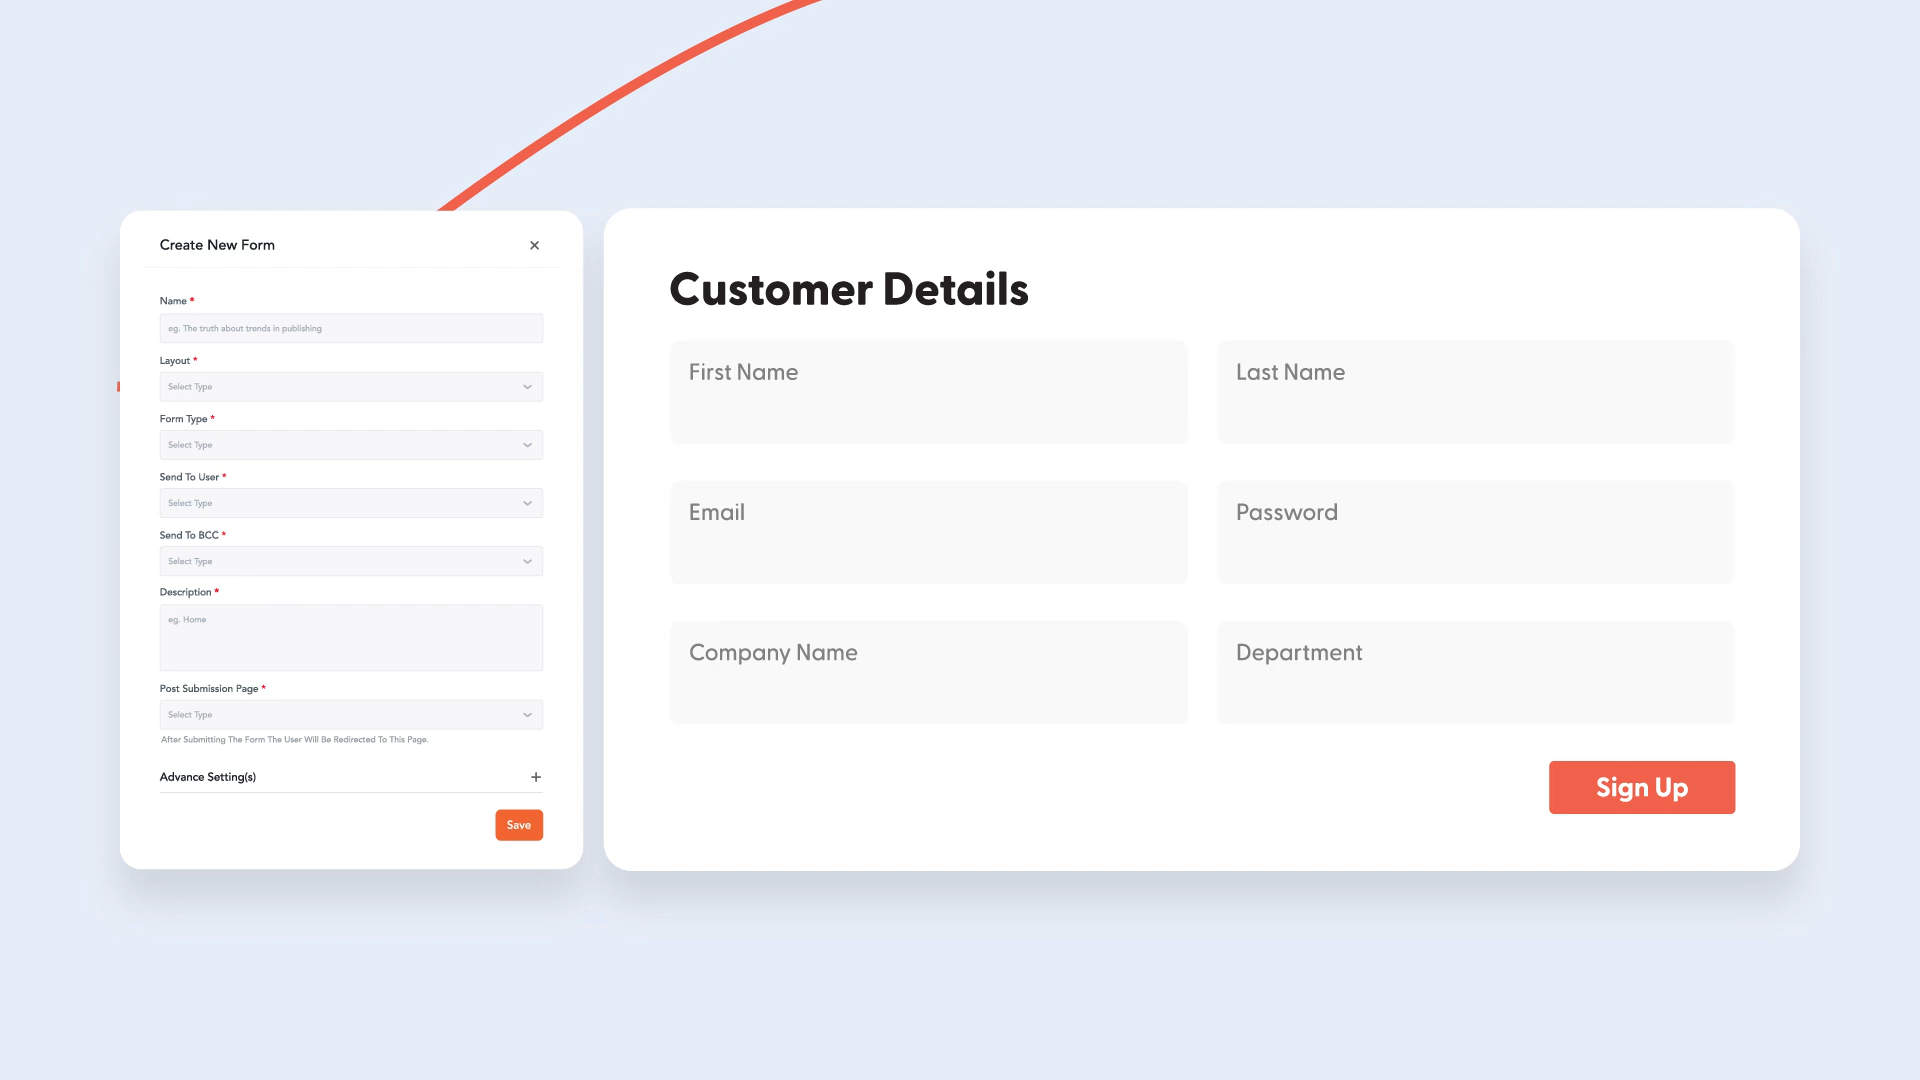 Create New Form
Name *
eg. The truth about trends in publishing
Layout *
Select Type
Form Type *
Select Type
Send To User *
Select Type
Send To BCC *
Select Type
Description *
eg. Home
Post Submission Page *
Select Type
After Submitting The Form The User Will Be Redirected To This Page.
Advance Setting(s)
Save
Customer Details
First Name
Last Name
Email
Password
Company Name
Department
Sign Up